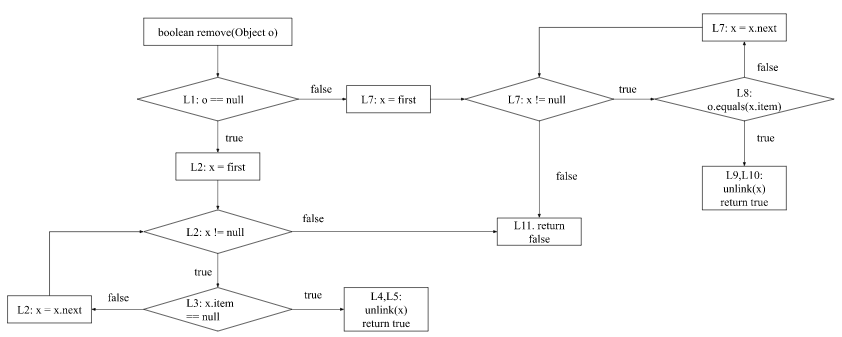 boolean remove(Object o)
L7: x = x.next
false
L1: o == null
false
L7: x = first
L7: x != null
true
L8:
o.equals(x.item)
true
true
L2: x = first
false
L9,L10:
unlink(x)
return true
L2: x != null
false
L11. return
false
true
L2: x = x.next
false
L3: x.item
== null
true
L4,L5:
unlink(x)
return true